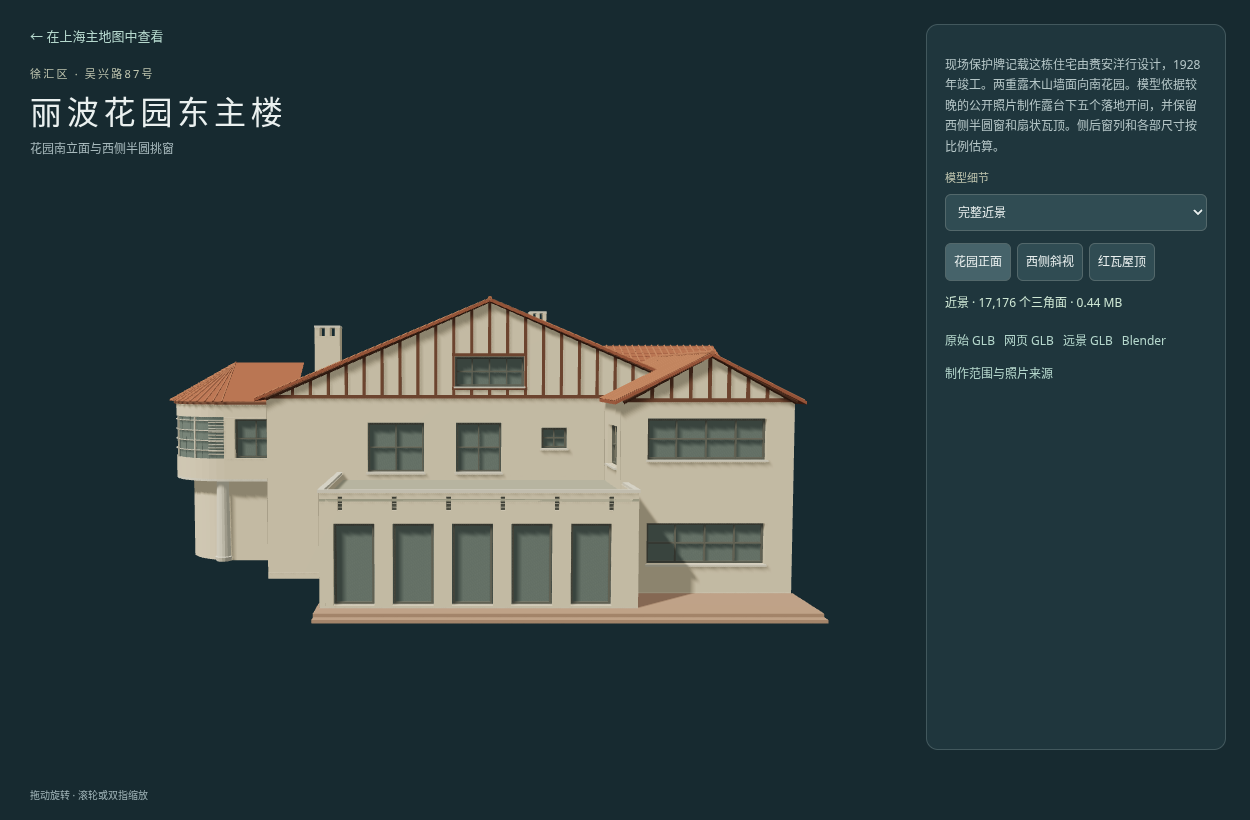 ← 在上海主地图中查看
徐汇区 · 吴兴路87号
丽波花园东主楼
花园南立面与西侧半圆挑窗
现场保护牌记载这栋住宅由赉安洋行设计，1928
年竣工。两重露木山墙面向南花园。模型依据较
晚的公开照片制作露台下五个落地开间，并保留
西侧半圆窗和扇状瓦顶。侧后窗列和各部尺寸按
比例估算。
模型细节
完整近景
花园正面 西侧斜视 红瓦屋顶
近景 · 17,176 个三角面 · 0.44 MB
原始 GLB 网页 GLB 远景 GLB Blender
制作范围与照片来源
拖动旋转 · 滚轮或双指缩放